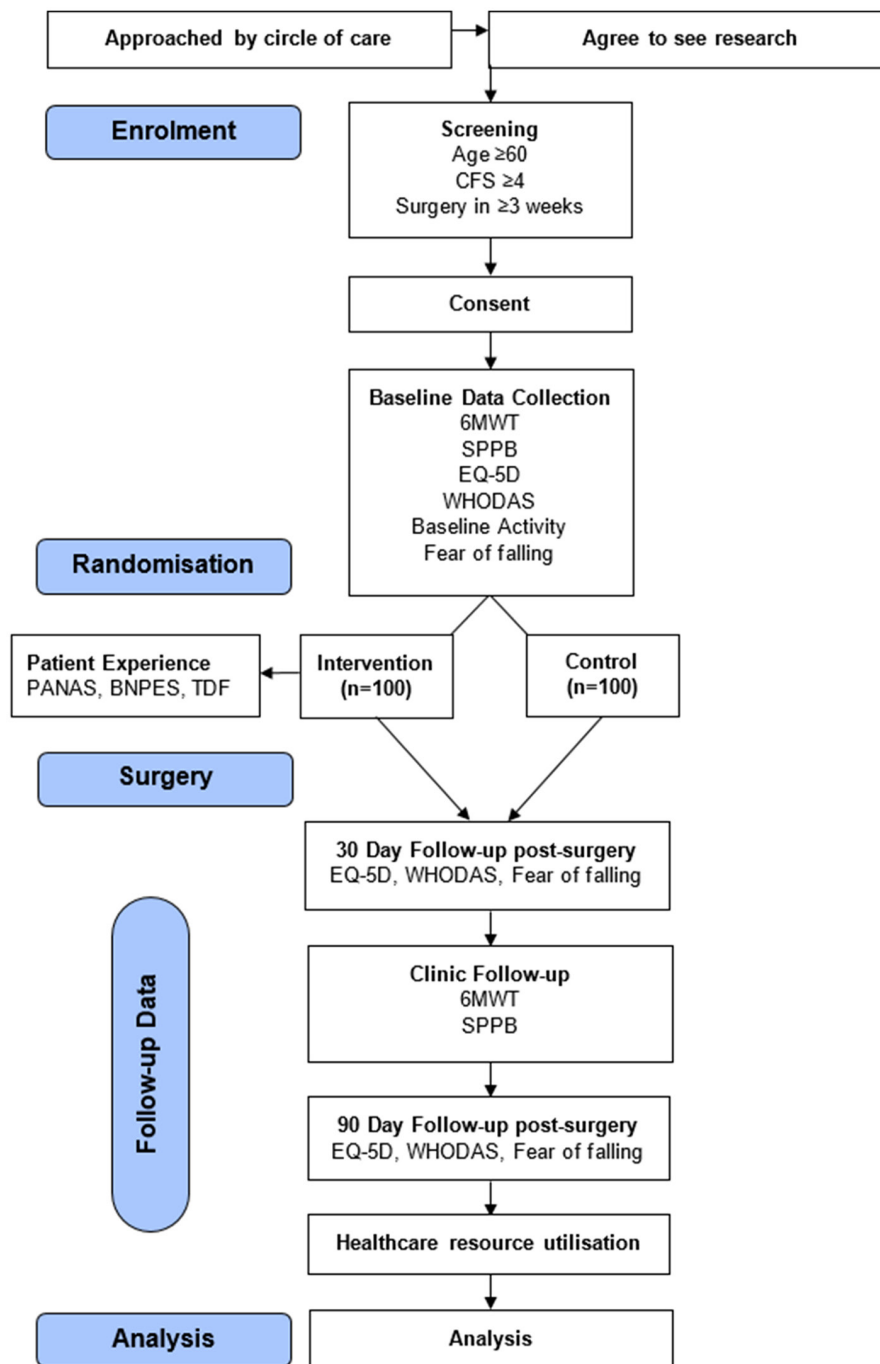 Approached by circle of care
Agree to see research
Enrolment
Screening
Age ≥60
CFS ≥4
Surgery in ≥3 weeks
Consent
Baseline Data Collection
6MWT
SPPB
EQ-5D
WHODAS
Baseline Activity
Fear of falling
Randomisation
Patient Experience
PANAS, BNPES, TDF
Intervention
(n=100)
Control
(n=100)
Surgery
30 Day Follow-up post-surgery
EQ-5D, WHODAS, Fear of falling
Follow-up Data
Clinic Follow-up
6MWT
SPPB
90 Day Follow-up post-surgery
EQ-5D, WHODAS, Fear of falling
Healthcare resource utilisation
Analysis
Analysis